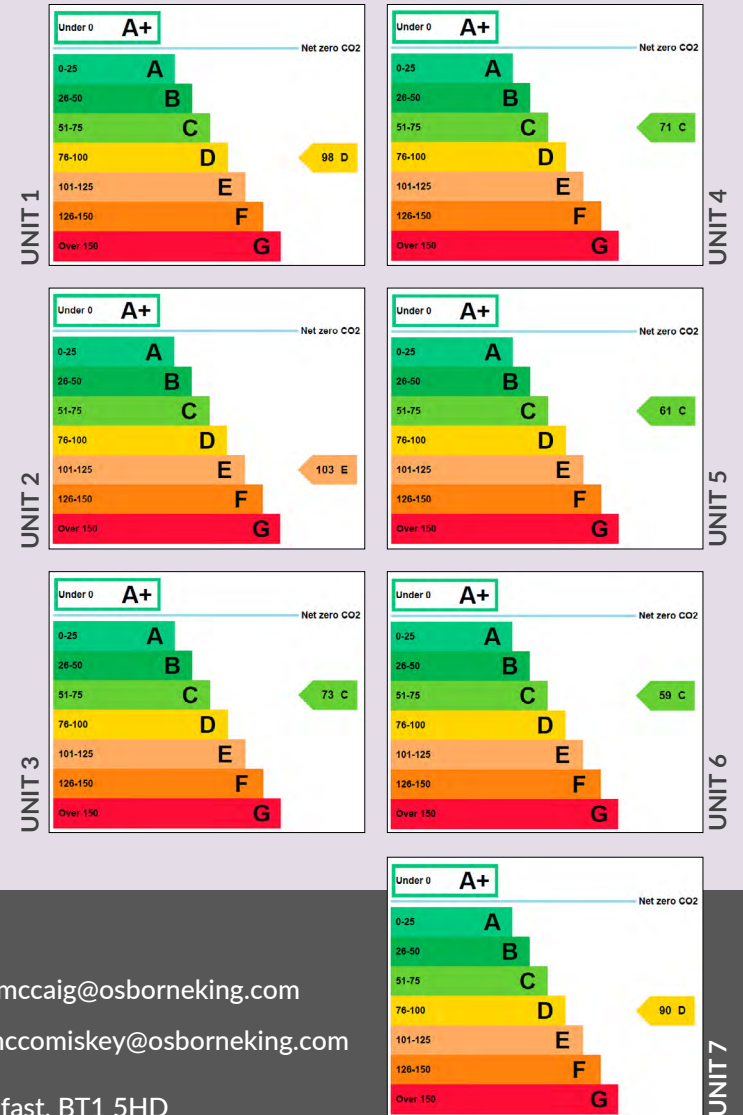 UNIT 1
Under 0 A+
Net zero CO2
0-25 A
26-50 B
51-75 C
76-100 D 98 D
101-125 E
126-150 F
Over 150 G
UNIT 4
Under 0 A+
Net zero CO2
0-25 A
26-50 B
51-75 C 71 C
76-100 D
101-125 E
126-150 F
Over 150 G
UNIT 2
Under 0 A+
Net zero CO2
0-25 A
26-50 B
51-75 C
76-100 D
101-125 E 103 E
126-150 F
Over 150 G
UNIT 5
Under 0 A+
Net zero CO2
0-25 A
26-50 B
51-75 C 61 C
76-100 D
101-125 E
126-150 F
Over 150 G
UNIT 3
Under 0 A+
Net zero CO2
0-25 A
26-50 B
51-75 C 73 C
76-100 D
101-125 E
126-150 F
Over 150 G
UNIT 6
Under 0 A+
Net zero CO2
0-25 A
26-50 B
51-75 C 59 C
76-100 D
101-125 E
126-150 F
Over 150 G
UNIT 7
Under 0 A+
Net zero CO2
0-25 A
26-50 B
51-75 C
76-100 D 90 D
101-125 E
126-150 F
Over 150 G
mccaig@osborneking.com
mccomiskey@osborneking.com
fast, BT1 5HD